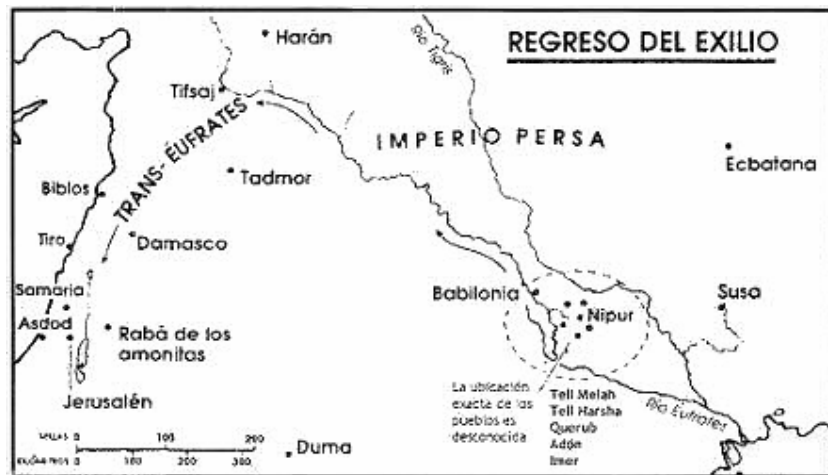 REGRESO DEL EXILIO
Harán
Río Tigris
Tifsaj
IMPERIO PERSA
Ecbatana
TRANS-ÉUFRATES
Tadmor
Biblos
Tiro
Damasco
Babilonia
Nipur
Susa
Samaria
Asdod
Rabá de los
amonitas
Jerusalén
La ubicación
exacta de los
pueblos es
desconocida
Tell Melah
Tell Harsha
Querub
Adón
Imer
Río Eufrates
MILLAS 0 100 200
KILÓMETROS 0 100 200 300
Duma